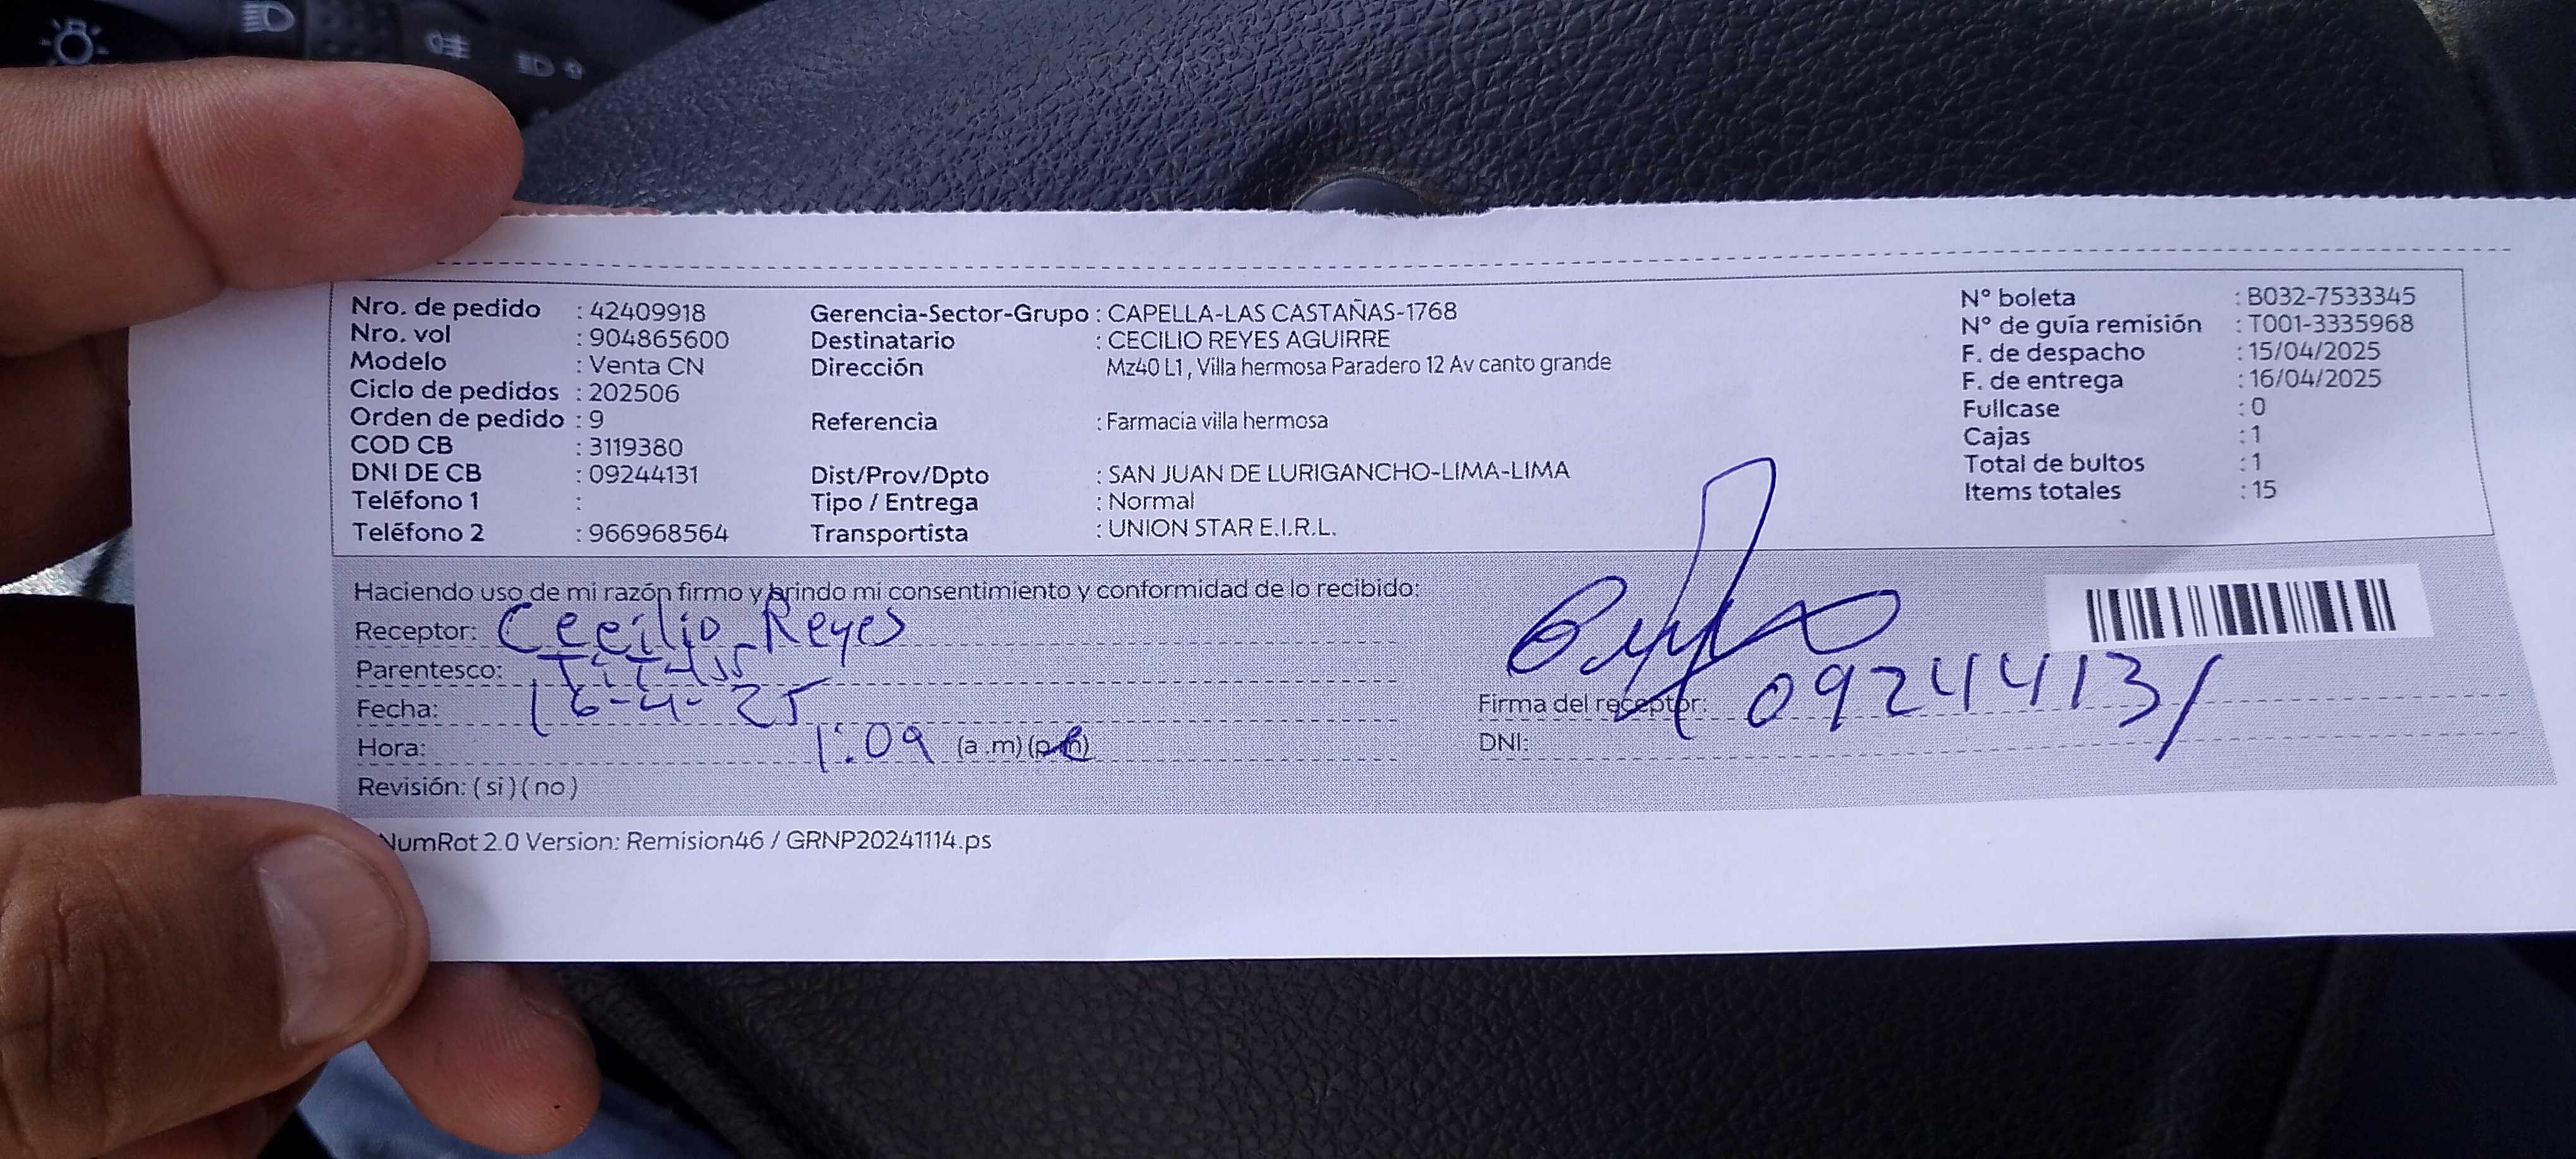 Nro. de pedido : 42409918
Nro. vol : 904865600
Modelo : Venta CN
Ciclo de pedidos : 202506
Orden de pedido : 9
COD CB : 3119380
DNI DE CB : 09244131
Teléfono 1 :
Teléfono 2 : 966968564
Gerencia-Sector-Grupo : CAPELLA-LAS CASTAÑAS-1768
Destinatario : CECILIO REYES AGUIRRE
Dirección Mz40 L1, Villa hermosa Paradero 12 Av canto grande
Referencia : Farmacia villa hermosa
Dist/Prov/Dpto : SAN JUAN DE LURIGANCHO-LIMA-LIMA
Tipo / Entrega : Normal
Transportista : UNION STAR E.I.R.L.
N° boleta : B032-7533345
N° de guía remisión : T001-3335968
F. de despacho : 15/04/2025
F. de entrega : 16/04/2025
Fullcase : 0
Cajas : 1
Total de bultos : 1
Items totales : 15
Haciendo uso de mi razón firmo y brindo mi consentimiento y conformidad de lo recibido:
Receptor: Cecilio Reyes
Parentesco: Titular
Fecha: 16-4-25
Hora: 1:09 (a.m)(p.m)
Revisión: (si)(no)
Firma del receptor: 09244131
DNI:
NumRot 2.0 Version: Remision46 / GRNP20241114.ps